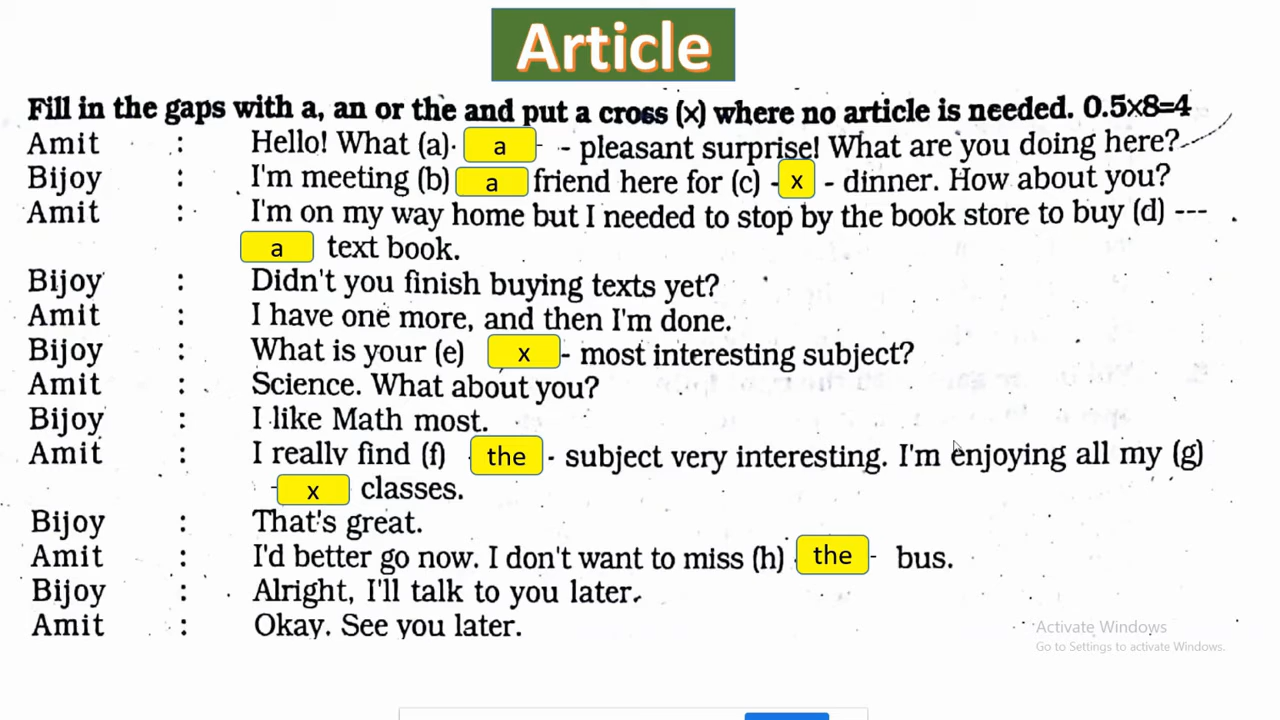 Article
Fill in the gaps with a, an or the and put a cross (x) where no article is needed. 0.5×8=4
Amit : Hello! What (a) a - pleasant surprise! What are you doing here?
Bijoy : I'm meeting (b) a friend here for (c) - x - dinner. How about you?
Amit : I'm on my way home but I needed to stop by the book store to buy (d) ---
a text book.
Bijoy : Didn't you finish buying texts yet?
Amit : I have one more, and then I'm done.
Bijoy : What is your (e) x - most interesting subject?
Amit : Science. What about you?
Bijoy : I like Math most.
Amit : I really find (f) the - subject very interesting. I'm enjoying all my (g)
- x classes.
Bijoy : That's great.
Amit : I'd better go now. I don't want to miss (h) the - bus.
Bijoy : Alright, I'll talk to you later.
Amit : Okay. See you later.
Activate Windows
Go to Settings to activate Windows.